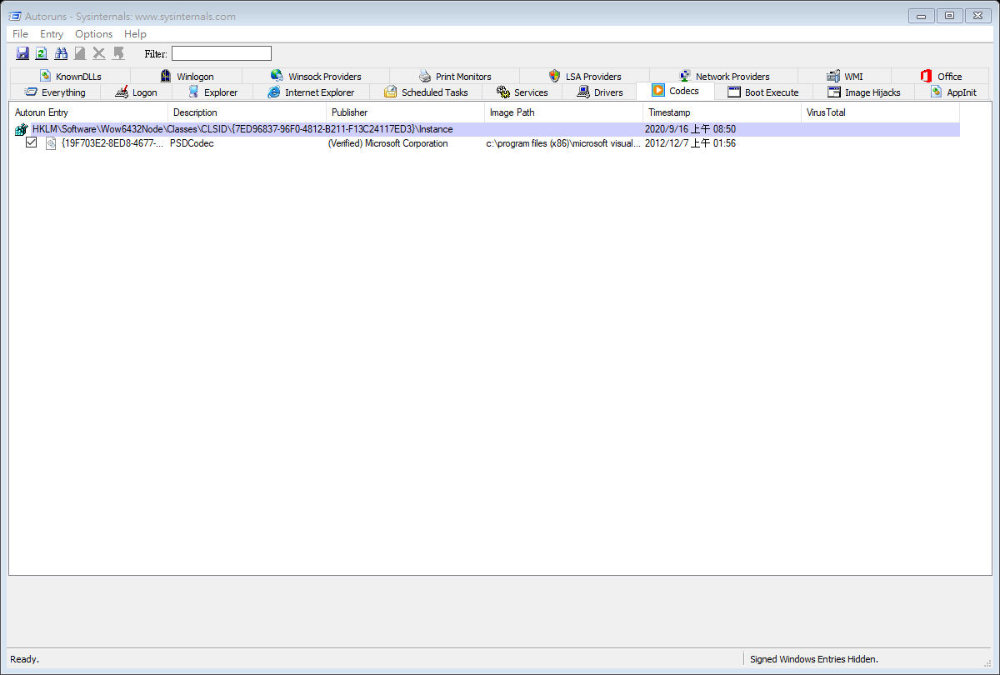 Autoruns - Sysinternals: www.sysinternals.com
File Entry Options Help
Filter:
KnownDLLs Winlogon Winsock Providers Print Monitors LSA Providers Network Providers WMI Office
Everything Logon Explorer Internet Explorer Scheduled Tasks Services Drivers Codecs Boot Execute Image Hijacks AppInit
Autorun Entry Description Publisher Image Path Timestamp VirusTotal
HKLM\Software\Wow6432Node\Classes\CLSID\{7ED96837-96F0-4812-B211-F13C24117ED3}\Instance 2020/9/16 上午 08:50
{19F703E2-8ED8-4677-... PSDCodec (Verified) Microsoft Corporation c:\program files (x86)\microsoft visual... 2012/12/7 上午 01:56
Ready. Signed Windows Entries Hidden.